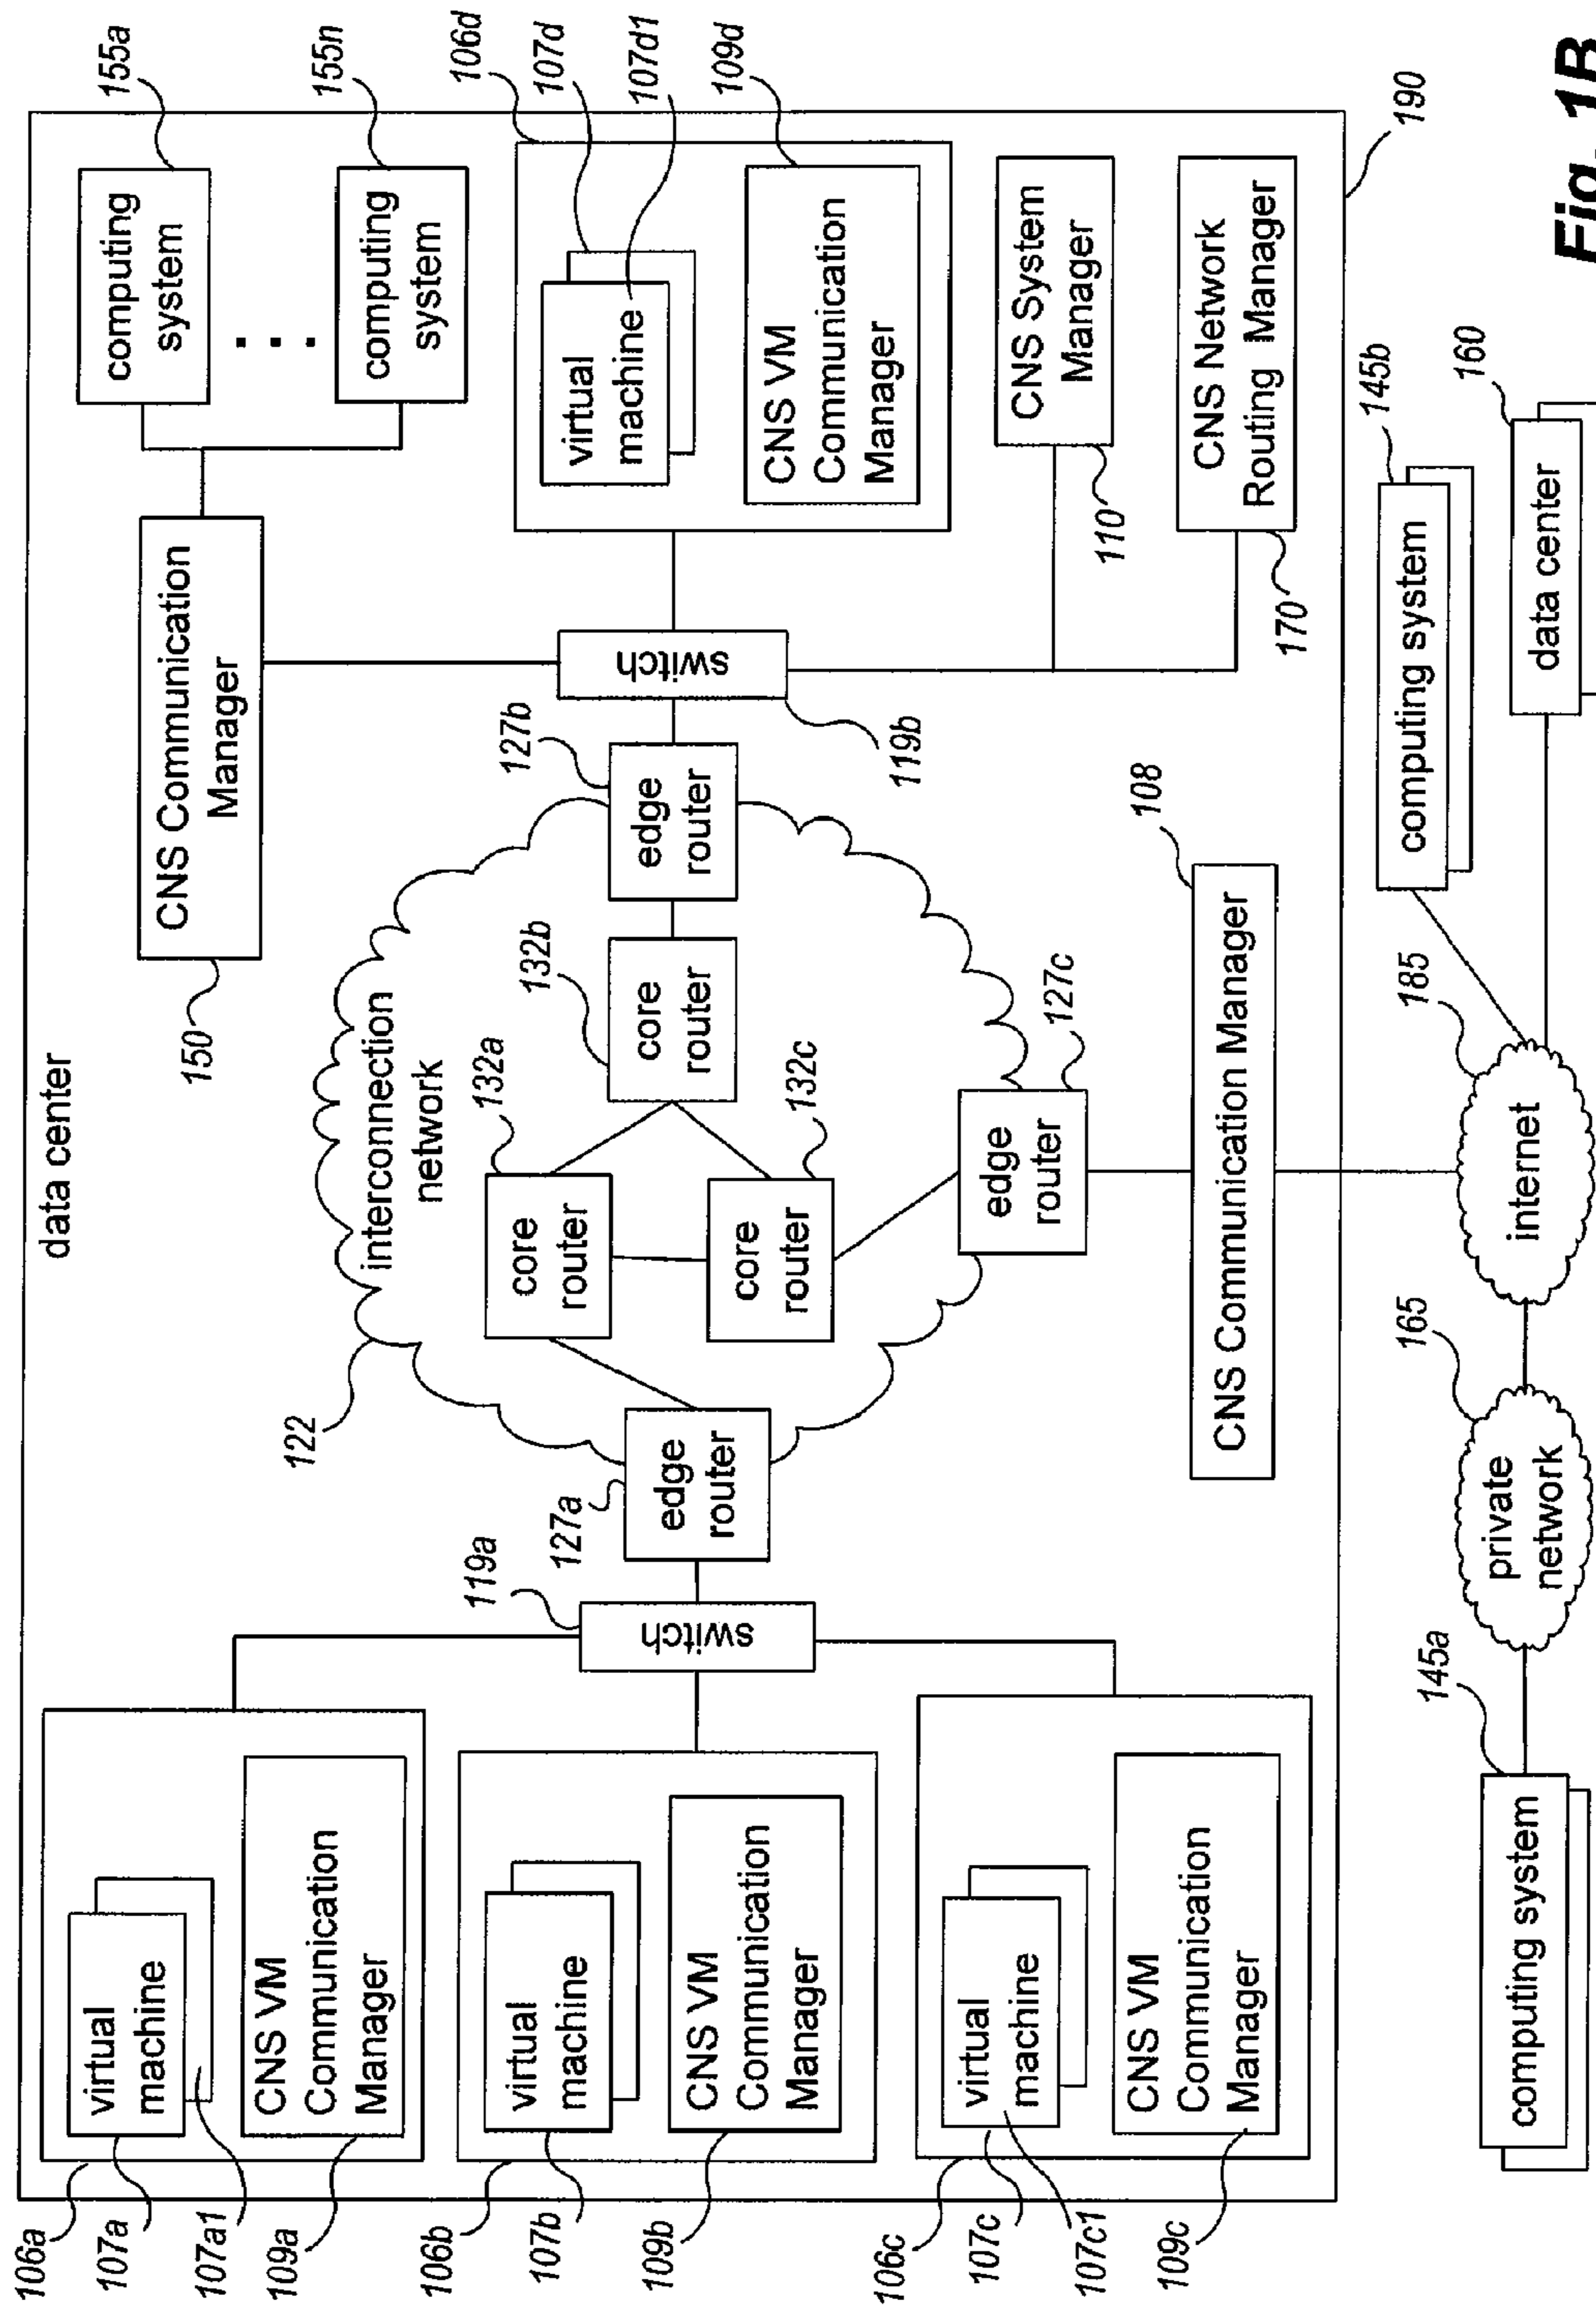 data center
106a
107a
107a1
109a
virtual
machine
CNS VM
Communication
Manager
106b
107b
109b
virtual
machine
CNS VM
Communication
Manager
106c
107c
107c1
109c
virtual
machine
CNS VM
Communication
Manager
119a
switch
127a
edge
router
122
interconnection
network
132a
core
router
132b
core
router
132c
core
router
127b
edge
router
127c
edge
router
150
CNS Communication
Manager
119b
switch
computing
system
155a
computing
system
155n
106d
107d
107d1
109d
virtual
machine
CNS VM
Communication
Manager
110
CNS System
Manager
170
CNS Network
Routing Manager
108
CNS Communication Manager
190
145a
computing system
165
private
network
185
internet
145b
computing system
160
data center
Fig. 1B